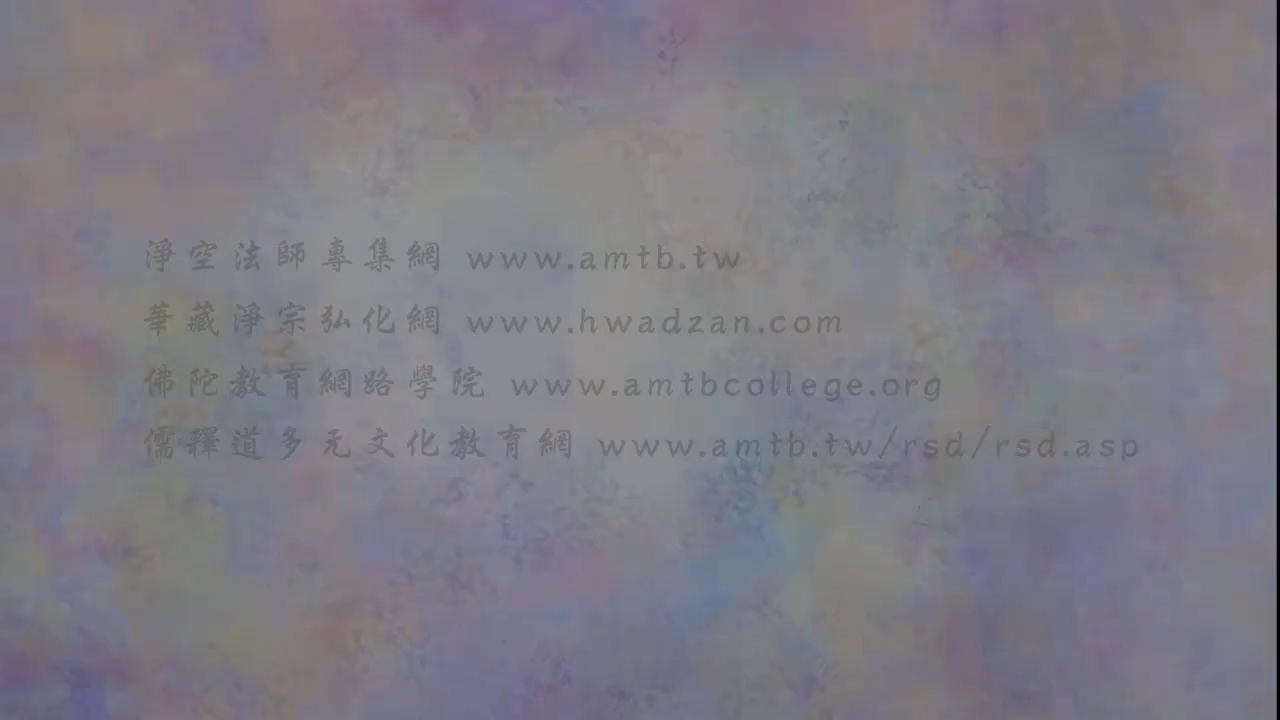 淨空法師專集網 www.amtb.tw
華藏淨宗弘化網 www.hwadzan.com
佛陀教育網路學院 www.amtbcollege.org
儒釋道多元文化教育網 www.amtb.tw/rsd/rsd.asp